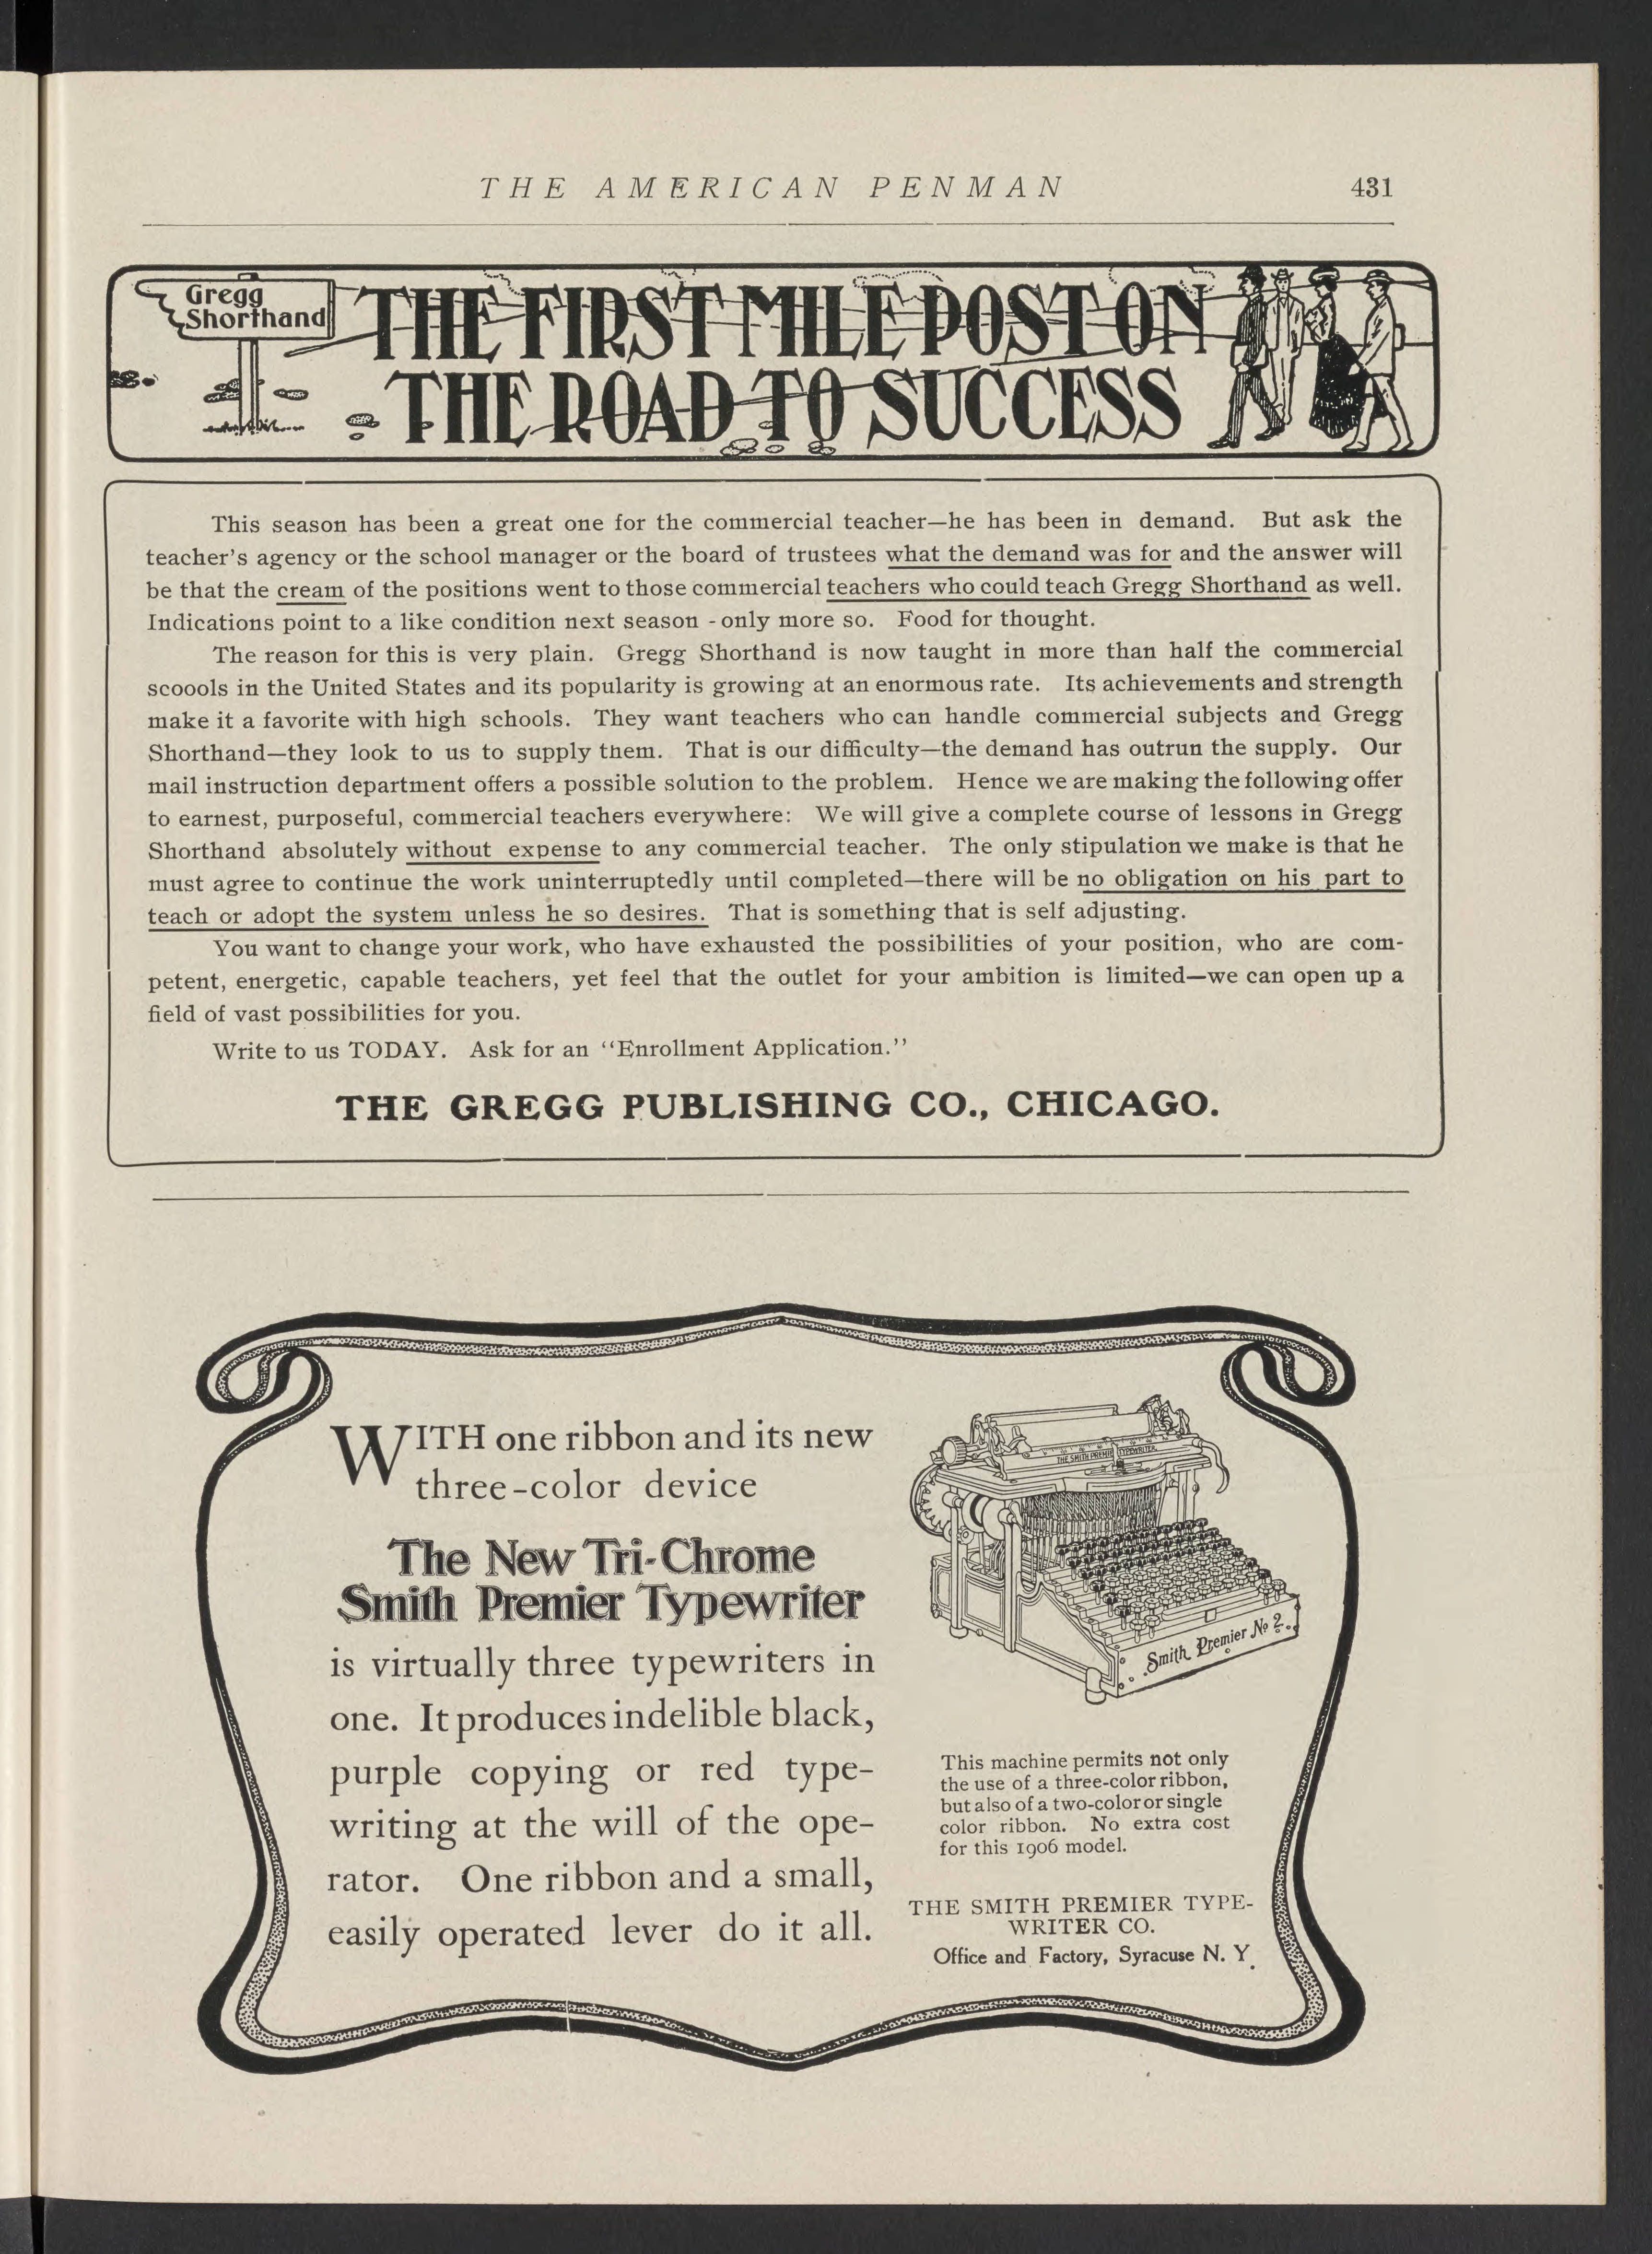 THE AMERICAN PENMAN 431
Gregg
Shorthand
THE FIRST MILE POST ON
THE ROAD TO SUCCESS
This season has been a great one for the commercial teacher—he has been in demand. But ask the
teacher's agency or the school manager or the board of trustees what the demand was for and the answer will
be that the cream of the positions went to those commercial teachers who could teach Gregg Shorthand as well.
Indications point to a like condition next season - only more so. Food for thought.
The reason for this is very plain. Gregg Shorthand is now taught in more than half the commercial
scoools in the United States and its popularity is growing at an enormous rate. Its achievements and strength
make it a favorite with high schools. They want teachers who can handle commercial subjects and Gregg
Shorthand—they look to us to supply them. That is our difficulty—the demand has outrun the supply. Our
mail instruction department offers a possible solution to the problem. Hence we are making the following offer
to earnest, purposeful, commercial teachers everywhere: We will give a complete course of lessons in Gregg
Shorthand absolutely without expense to any commercial teacher. The only stipulation we make is that he
must agree to continue the work uninterruptedly until completed—there will be no obligation on his part to
teach or adopt the system unless he so desires. That is something that is self adjusting.
You want to change your work, who have exhausted the possibilities of your position, who are com-
petent, energetic, capable teachers, yet feel that the outlet for your ambition is limited—we can open up a
field of vast possibilities for you.
Write to us TODAY. Ask for an "Enrollment Application."
THE GREGG PUBLISHING CO., CHICAGO.
WITH one ribbon and its new
three-color device
The New Tri-Chrome
Smith Premier Typewriter
is virtually three typewriters in
one. It produces indelible black,
purple copying or red type-
writing at the will of the ope-
rator. One ribbon and a small,
easily operated lever do it all.
THE SMITH PREMIER TYPEWRITER
Smith Premier No 2.
This machine permits not only
the use of a three-color ribbon,
but also of a two-color or single
color ribbon. No extra cost
for this 1906 model.
THE SMITH PREMIER TYPE-
WRITER CO.
Office and Factory, Syracuse N. Y.